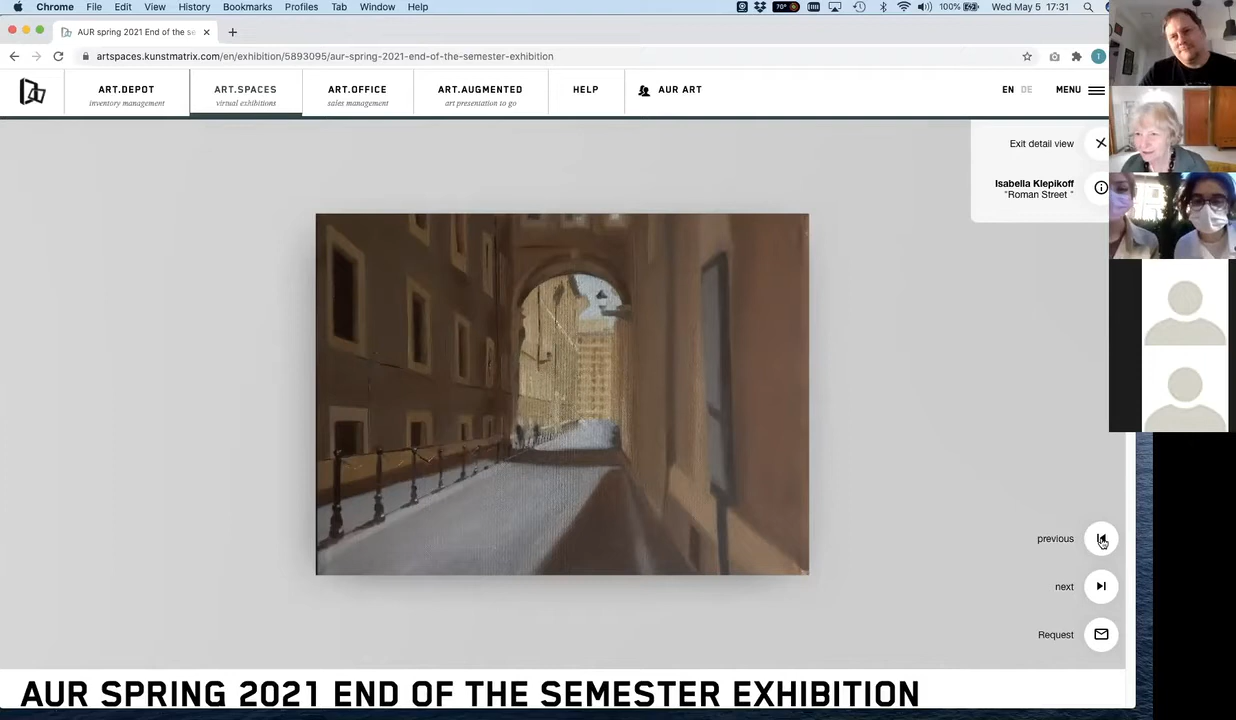 Chrome File Edit View History Bookmarks Profiles Tab Window Help 70° 100% Wed May 5 17:31
AUR spring 2021 End of the se
artspaces.kunstmatrix.com/en/exhibition/5893095/aur-spring-2021-end-of-the-semester-exhibition
T
ART.DEPOT ART.SPACES ART.OFFICE ART.AUGMENTED HELP AUR ART EN DE MENU
inventory management virtual exhibitions sales management art presentation to go
Exit detail view
Isabella Klepikoff
"Roman Street "
previous
next
Request
AUR SPRING 2021 END OF THE SEMESTER EXHIBITION